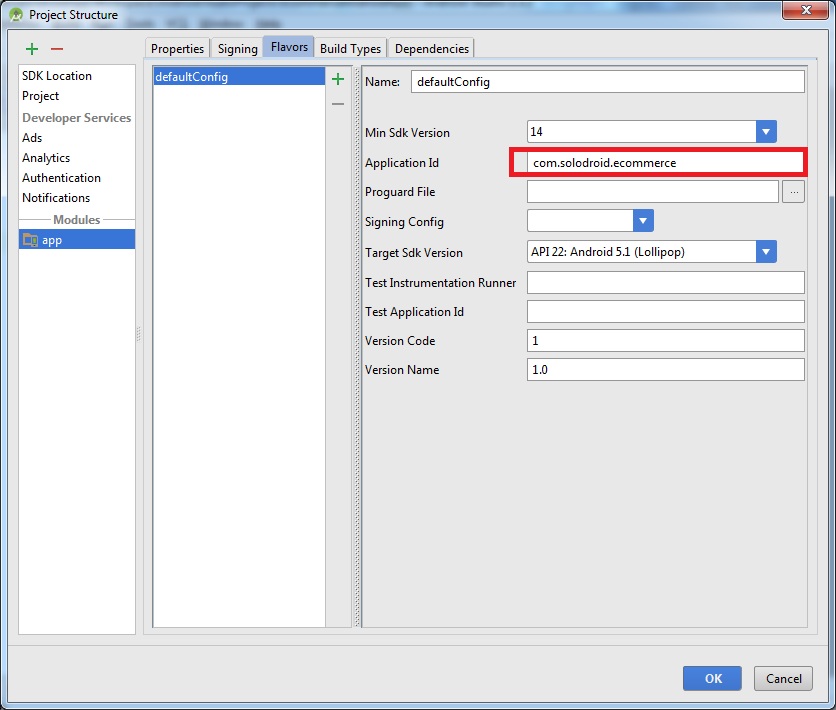 Project Structure
Properties Signing Flavors Build Types Dependencies
SDK Location
Project
Developer Services
Ads
Analytics
Authentication
Notifications
Modules
app
defaultConfig
Name: defaultConfig
Min Sdk Version 14
Application Id com.solodroid.ecommerce
Proguard File ...
Signing Config
Target Sdk Version API 22: Android 5.1 (Lollipop)
Test Instrumentation Runner
Test Application Id
Version Code 1
Version Name 1.0
OK Cancel